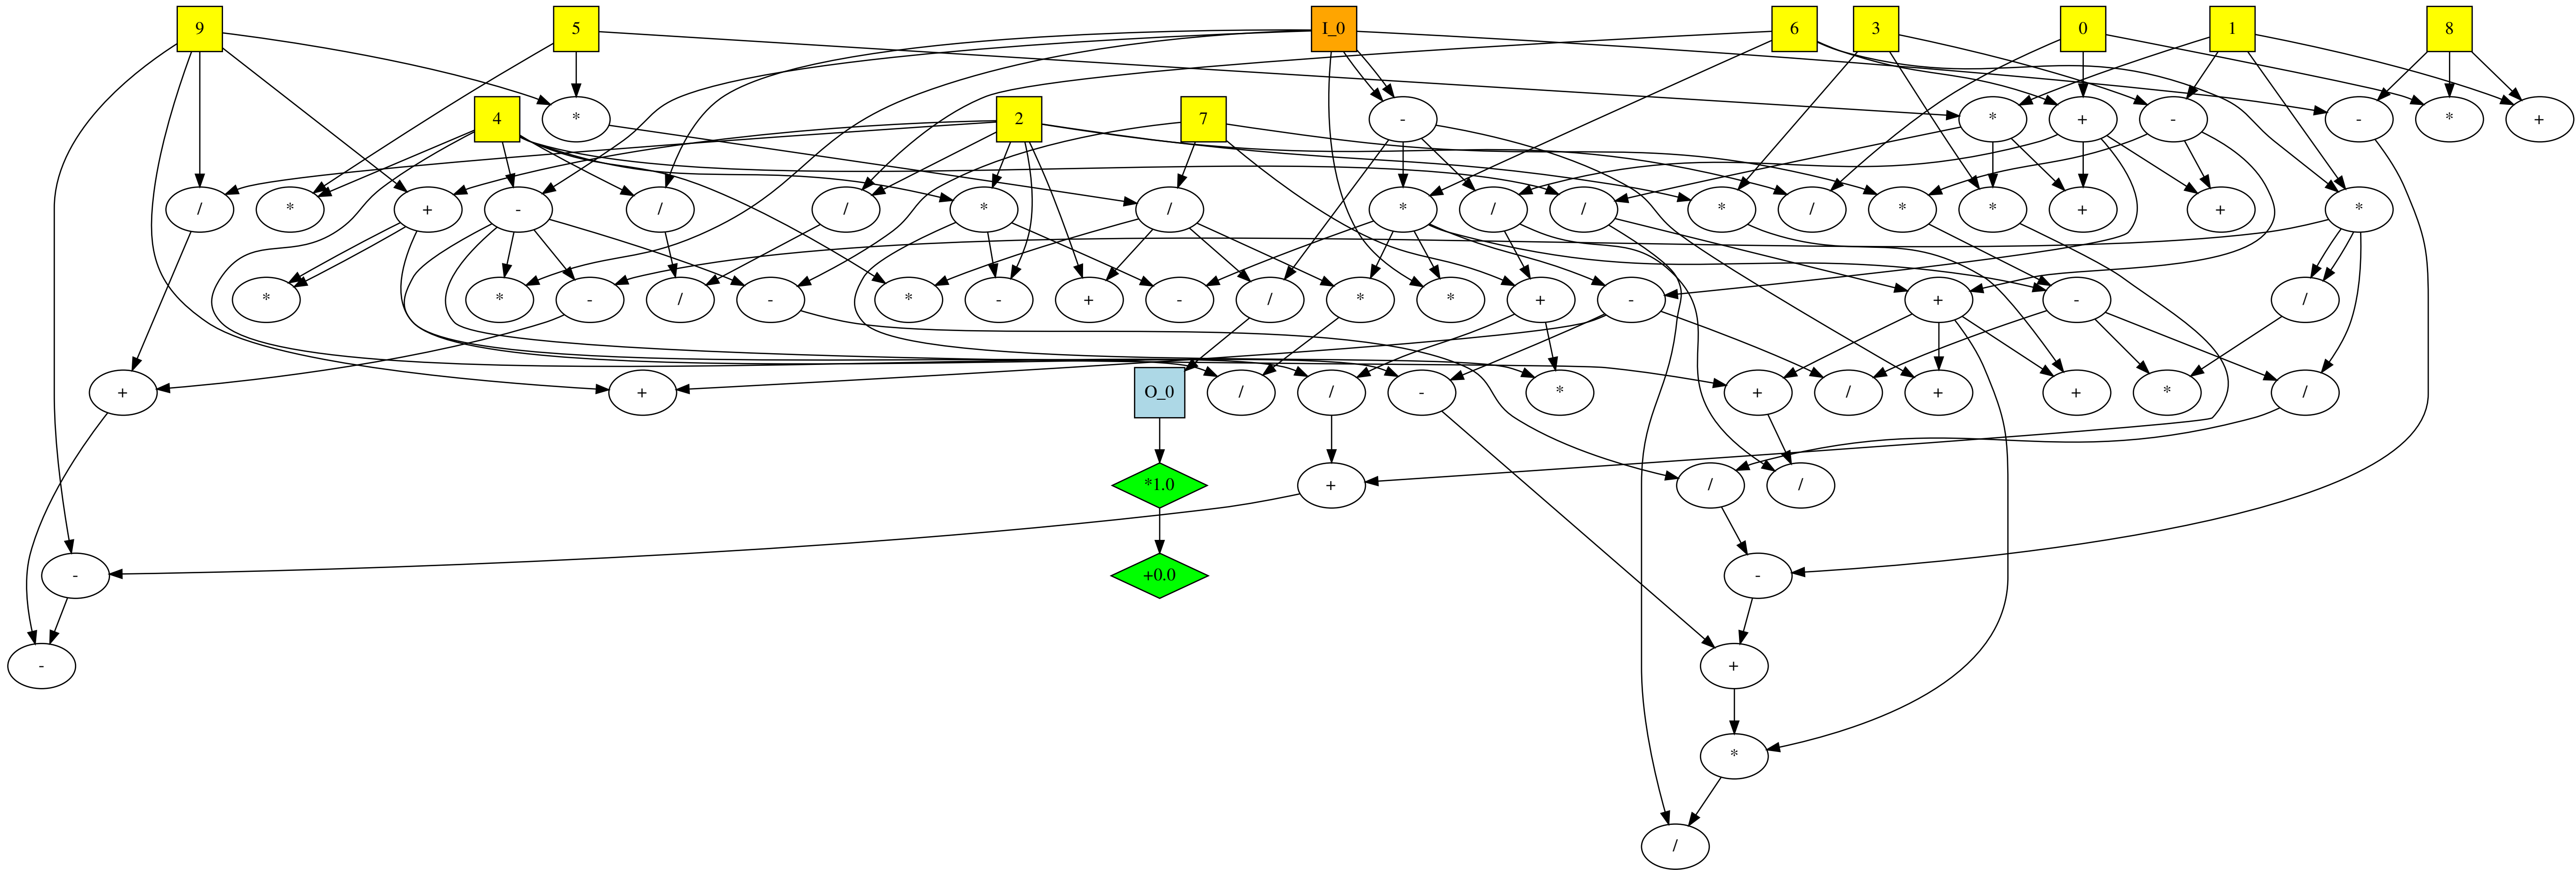 9 5 I_0 6 3 0 1 8
4 * 2 7 - * + - - * +
/ * + - / / * / * / / * / * * + + *
* * - / - * - + - / * * + - + - /
+ + O_0 / / - * + / + + * /
*1.0 + / /
- +0.0 -
- +
*
/